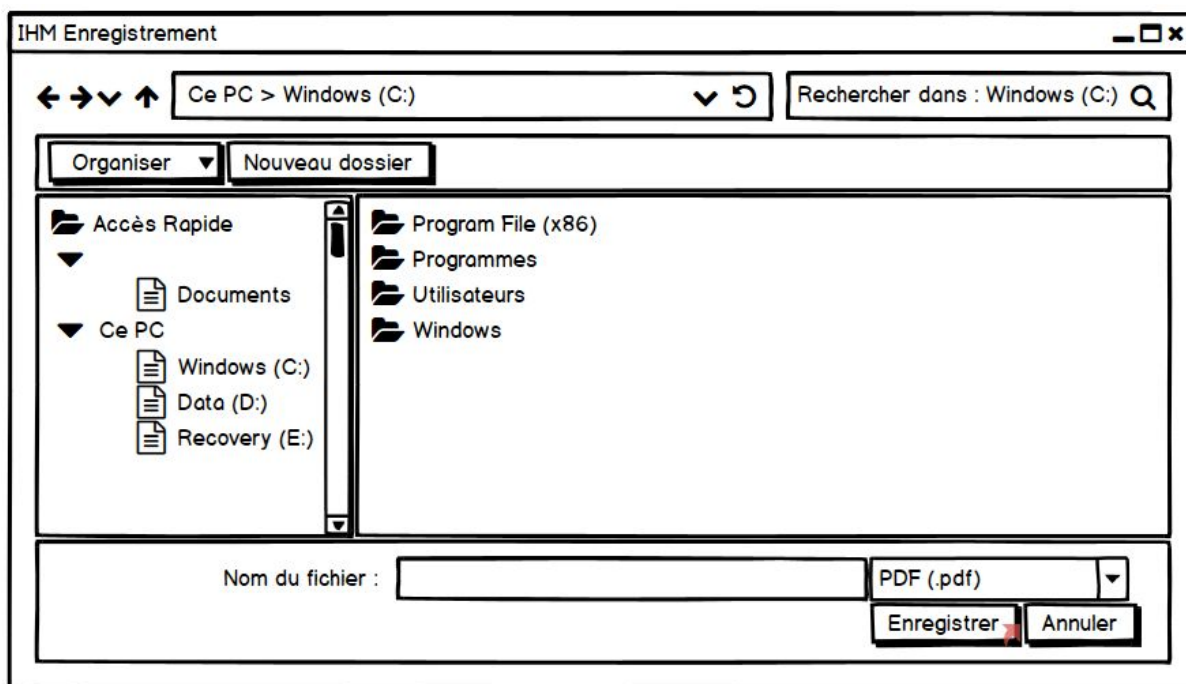 IHM Enregistrement
Ce PC > Windows (C:)
Rechercher dans : Windows (C:)
Organiser
Nouveau dossier
Accès Rapide
Documents
Ce PC
Windows (C:)
Data (D:)
Recovery (E:)
Program File (x86)
Programmes
Utilisateurs
Windows
Nom du fichier :
PDF (.pdf)
Enregistrer
Annuler